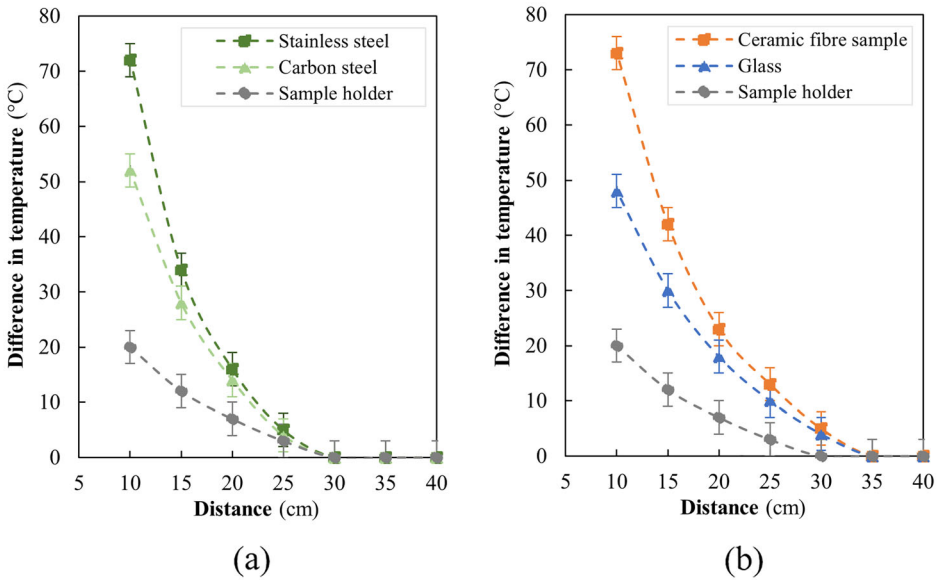 80
70
60
50
40
30
20
10
0
Difference in temperature (°C)
Stainless steel
Carbon steel
Sample holder
5 10 15 20 25 30 35 40
Distance (cm)
(a)
80
70
60
50
40
30
20
10
0
Difference in temperature (°C)
Ceramic fibre sample
Glass
Sample holder
5 10 15 20 25 30 35 40
Distance (cm)
(b)